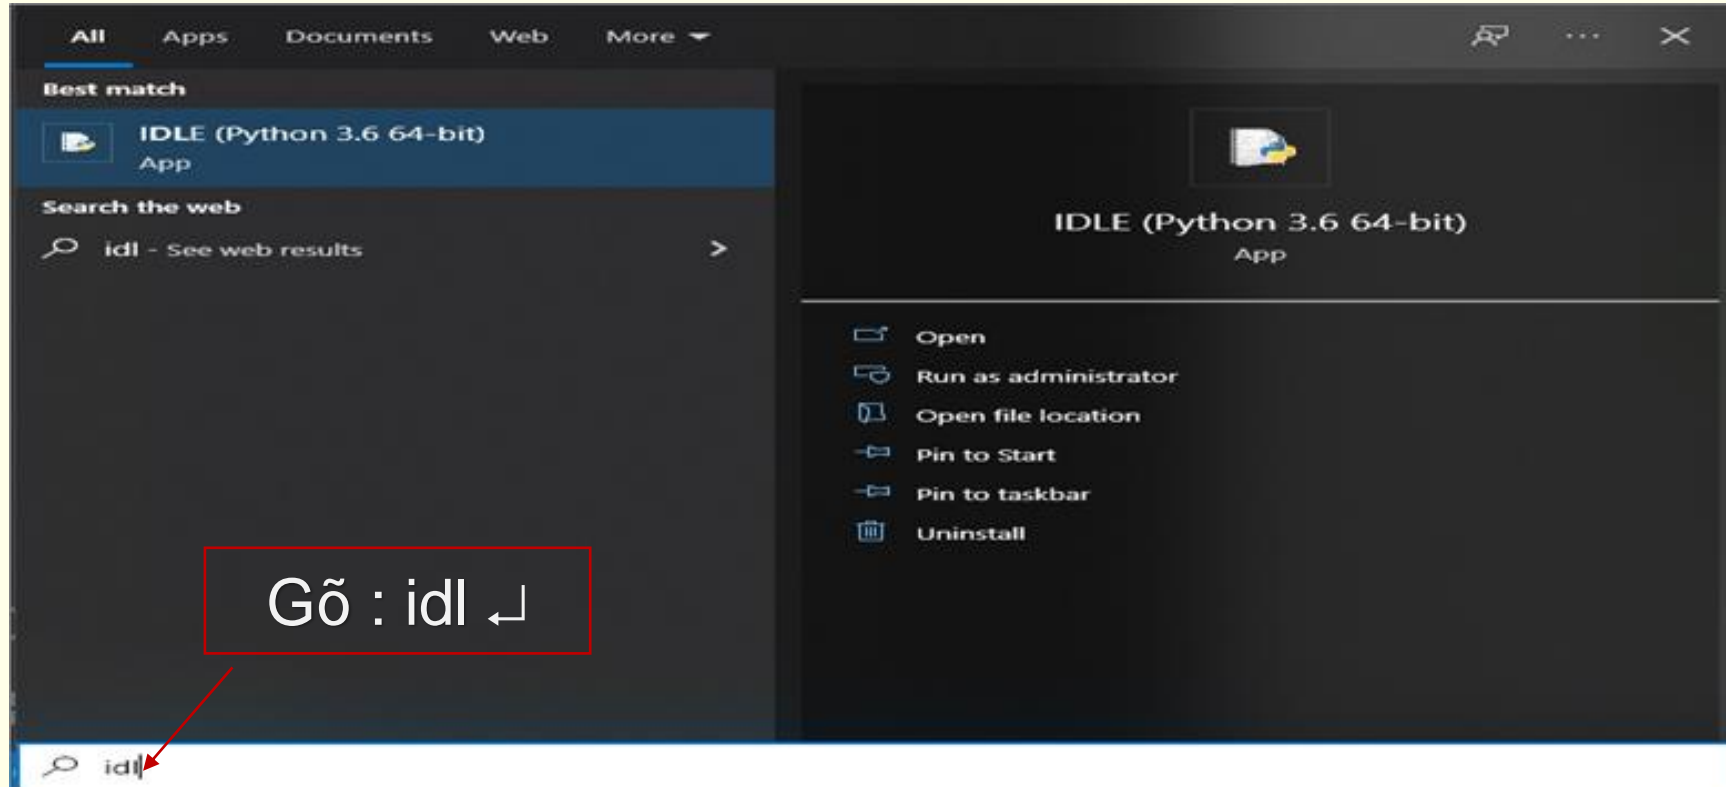 All Apps Documents Web More
Best match
IDLE (Python 3.6 64-bit)
App
Search the web
idl - See web results
IDLE (Python 3.6 64-bit)
App
Open
Run as administrator
Open file location
Pin to Start
Pin to taskbar
Uninstall
Gõ : idl ↵
idl